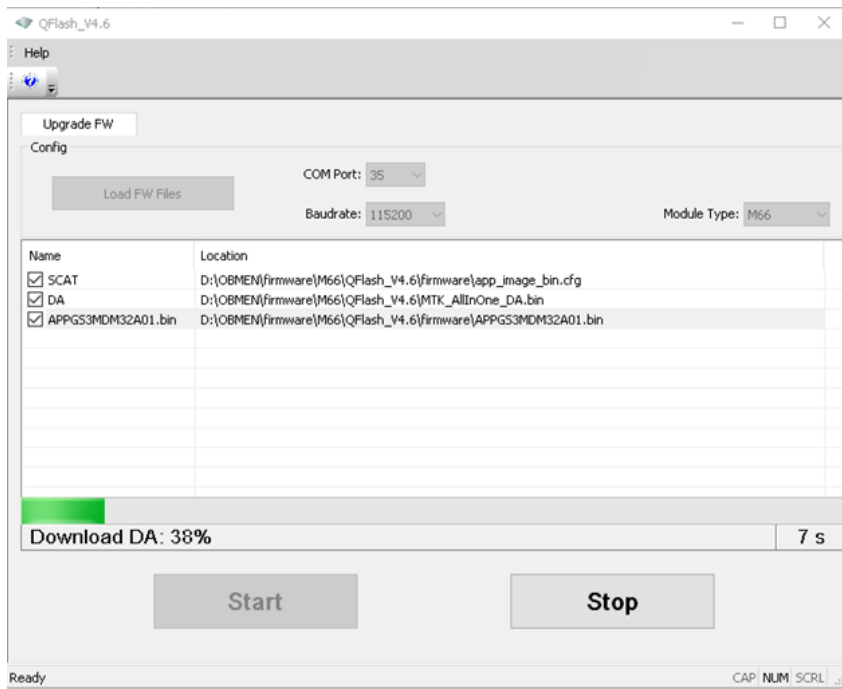 QFlash_V4.6
Help
Upgrade FW
Config
Load FW Files
COM Port: 35
Baudrate: 115200
Module Type: M66
Name Location
SCAT D:\OBMEN\firmware\M66\QFlash_V4.6\firmware\app_image_bin.cfg
DA D:\OBMEN\firmware\M66\QFlash_V4.6\MTK_AllInOne_DA.bin
APPGS3MDM32A01.bin D:\OBMEN\firmware\M66\QFlash_V4.6\firmware\APPGS3MDM32A01.bin
Download DA: 38% 7 s
Start Stop
Ready CAP NUM SCRL